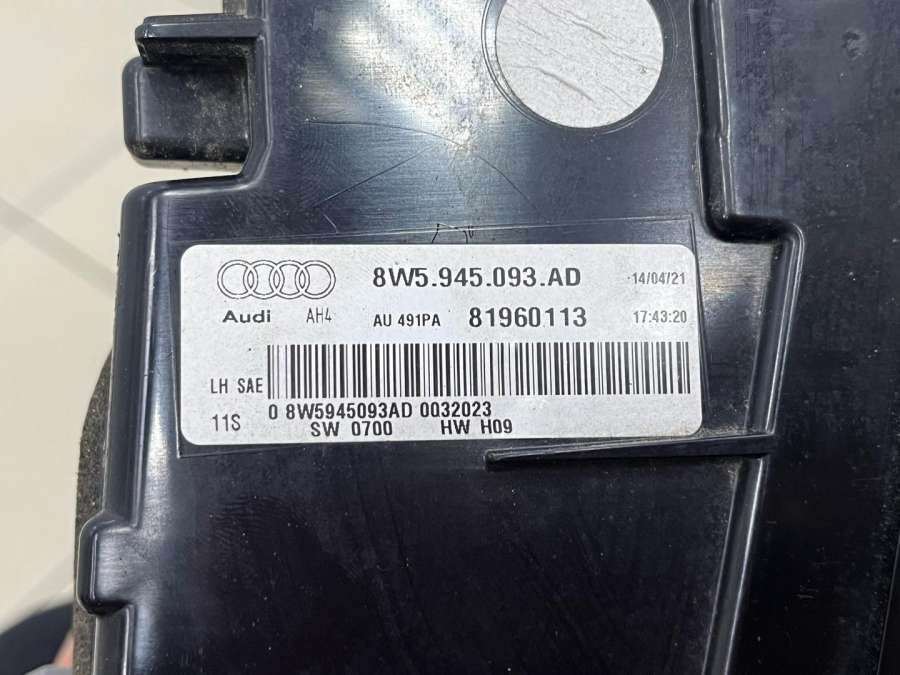 8W5.945.093.AD 14/04/21
Audi AH4 AU 491PA 81960113 17:43:20
LH SAE
11S 0 8W5945093AD 0032023
SW 0700 HW H09